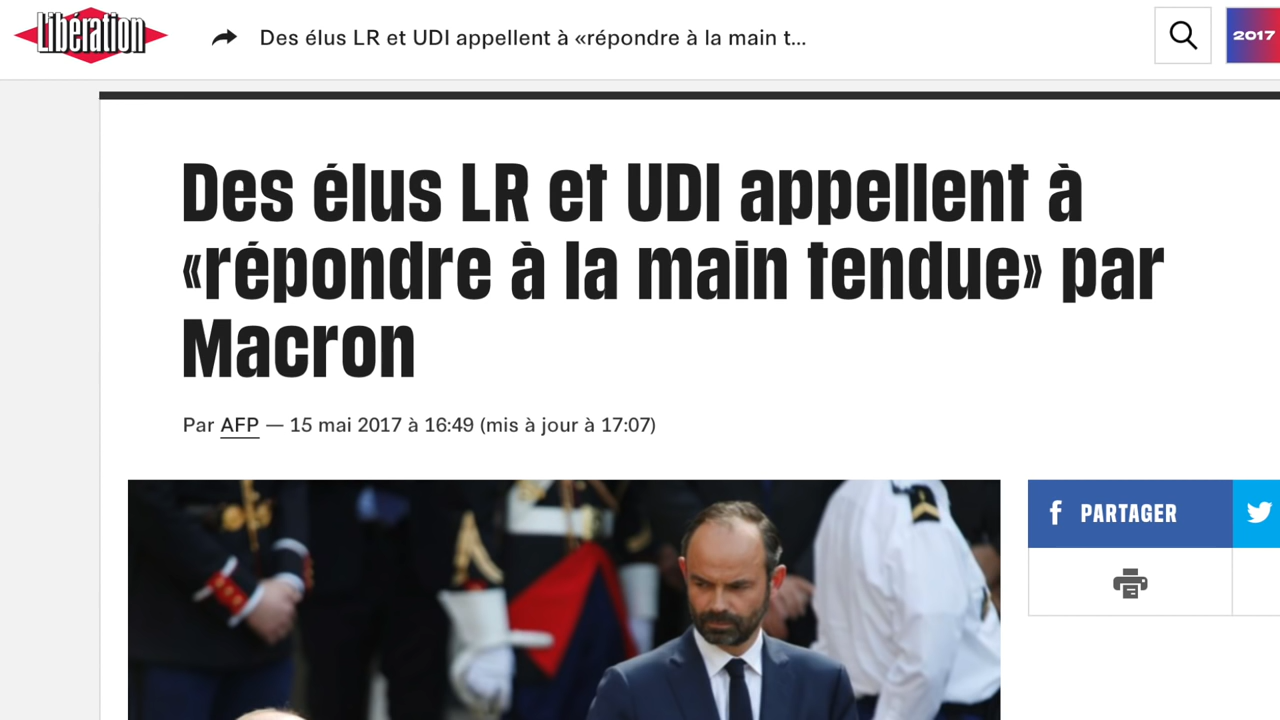 Libération
Des élus LR et UDI appellent à «répondre à la main t...
2017
Des élus LR et UDI appellent à
«répondre à la main tendue» par
Macron
Par AFP — 15 mai 2017 à 16:49 (mis à jour à 17:07)
f PARTAGER